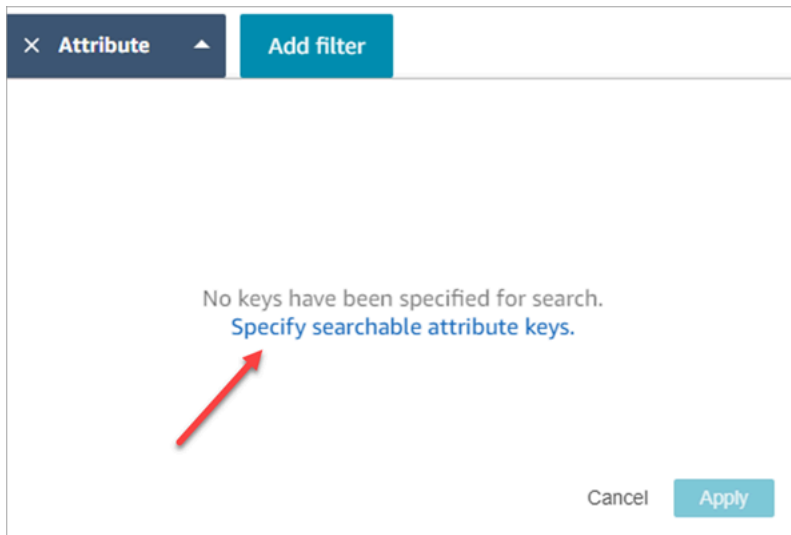 × Attribute
Add filter
No keys have been specified for search.
Specify searchable attribute keys.
Cancel
Apply